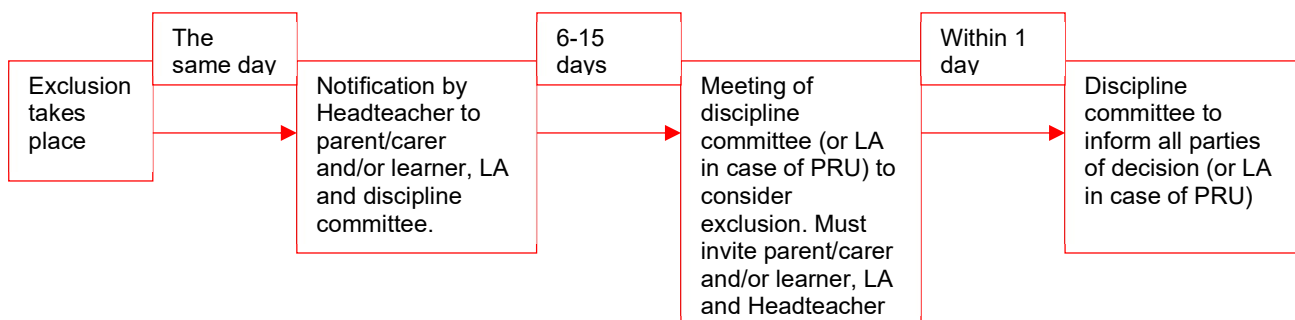 Exclusion
takes
place
The
same day
Notification by
Headteacher to
parent/carer
and/or learner, LA
and discipline
committee.
6-15
days
Meeting of
discipline
committee (or LA
in case of PRU) to
consider
exclusion. Must
invite parent/carer
and/or learner, LA
and Headteacher
Within 1
day
Discipline
committee to
inform all parties
of decision (or LA
in case of PRU)